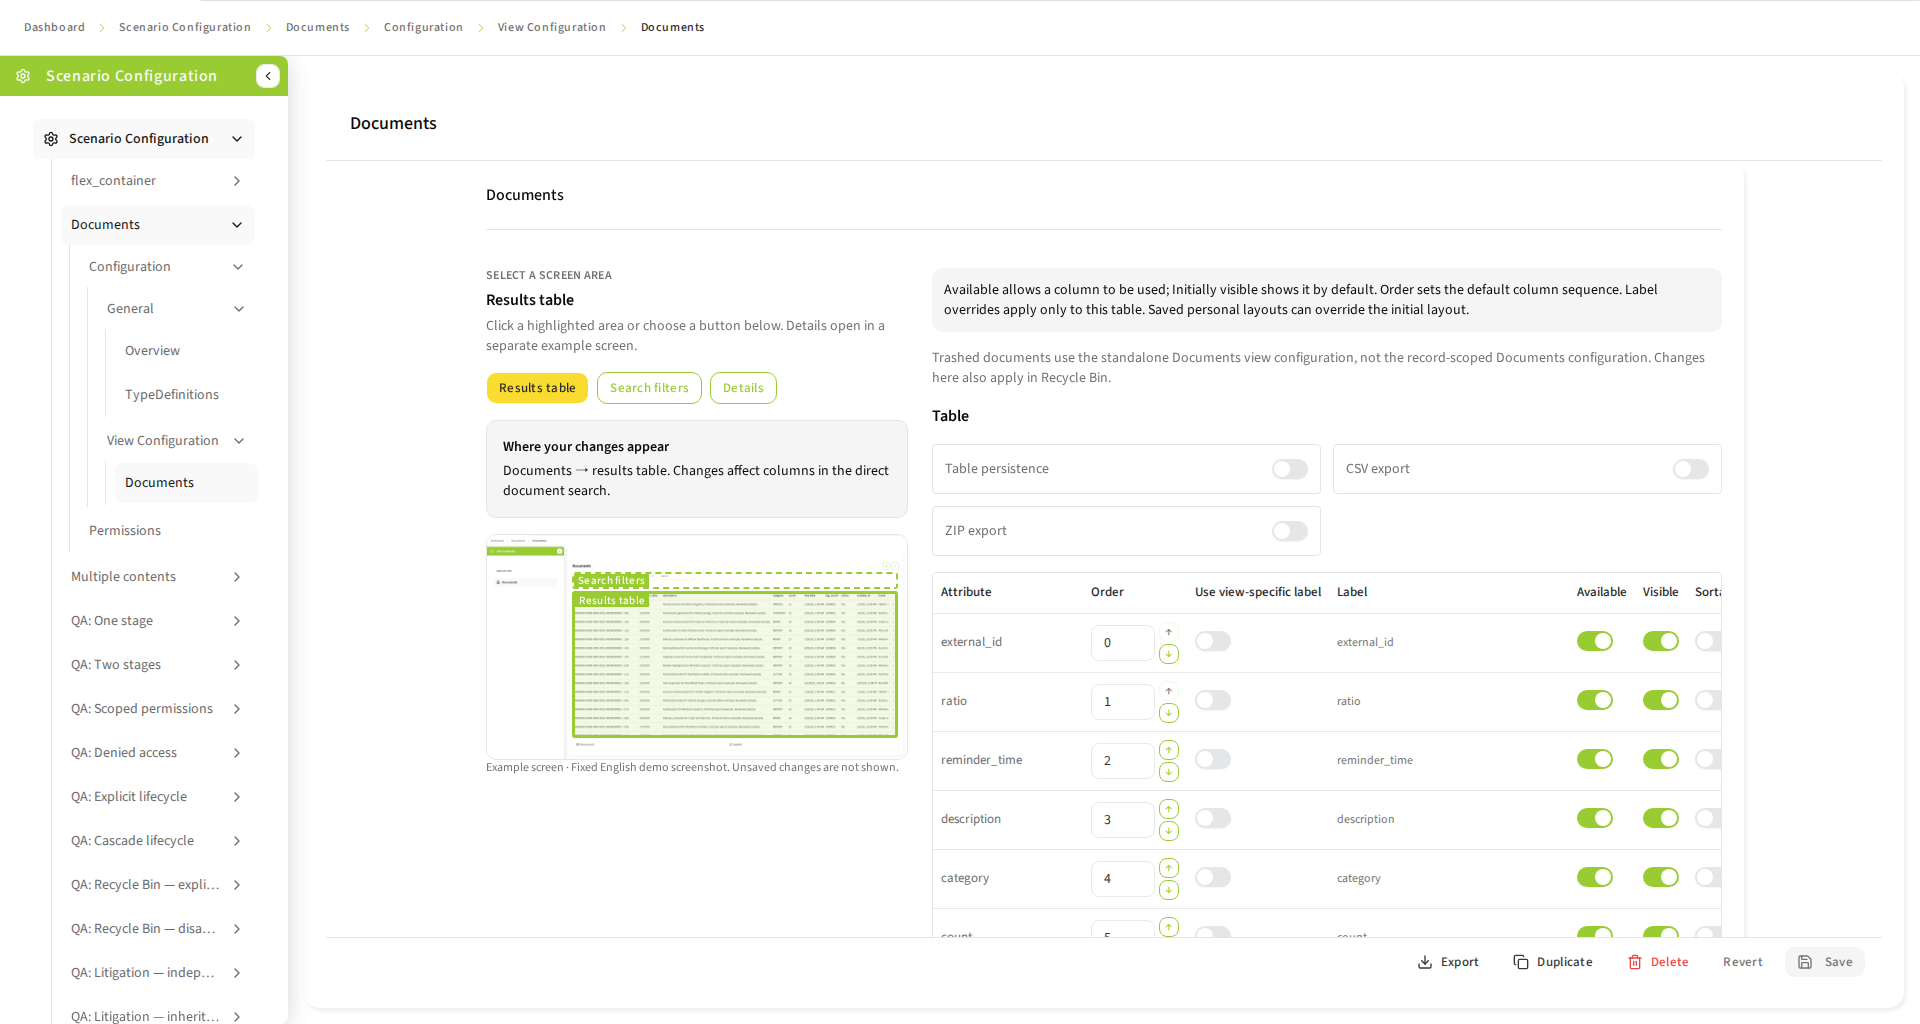 Dashboard > Scenario Configuration > Documents > Configuration > View Configuration > Documents
Scenario Configuration
Scenario Configuration
flex_container
Documents
Configuration
General
Overview
TypeDefinitions
View Configuration
Documents
Permissions
Multiple contents
QA: One stage
QA: Two stages
QA: Scoped permissions
QA: Denied access
QA: Explicit lifecycle
QA: Cascade lifecycle
QA: Recycle Bin — expli...
QA: Recycle Bin — disa...
QA: Litigation — indep...
QA: Litigation — inherit...
Documents
Documents
SELECT A SCREEN AREA
Results table
Click a highlighted area or choose a button below. Details open in a
separate example screen.
Results table Search filters Details
Where your changes appear
Documents → results table. Changes affect columns in the direct
document search.
Search filters
Results table
Example screen · Fixed English demo screenshot. Unsaved changes are not shown.
Available allows a column to be used; Initially visible shows it by default. Order sets the default column sequence. Label
overrides apply only to this table. Saved personal layouts can override the initial layout.
Trashed documents use the standalone Documents view configuration, not the record-scoped Documents configuration. Changes
here also apply in Recycle Bin.
Table
Table persistence CSV export
ZIP export
Attribute Order Use view-specific label Label Available Visible Sorta
external_id 0 external_id
ratio 1 ratio
reminder_time 2 reminder_time
description 3 description
category 4 category
count 5 count
Export Duplicate Delete Revert Save